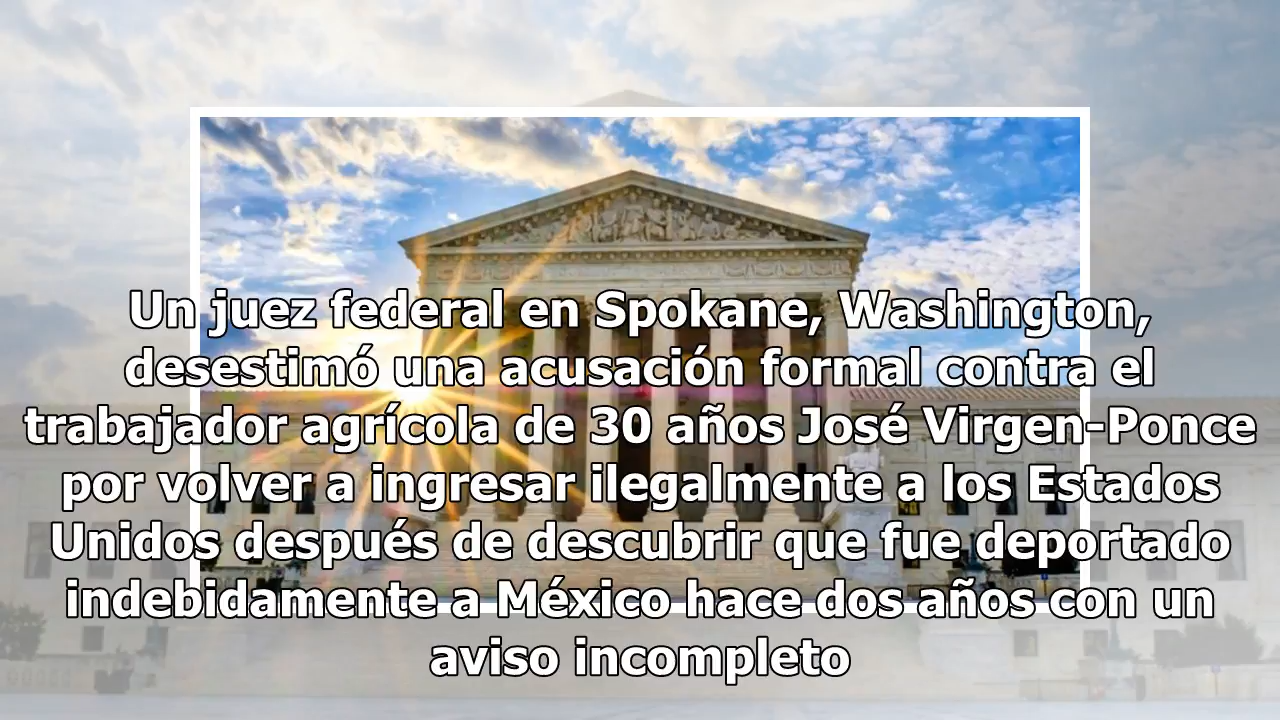 Un juez federal en Spokane, Washington,
desestimó una acusación formal contra el
trabajador agrícola de 30 años José Virgen-Ponce
por volver a ingresar ilegalmente a los Estados
Unidos después de descubrir que fue deportado
indebidamente a México hace dos años con un
aviso incompleto